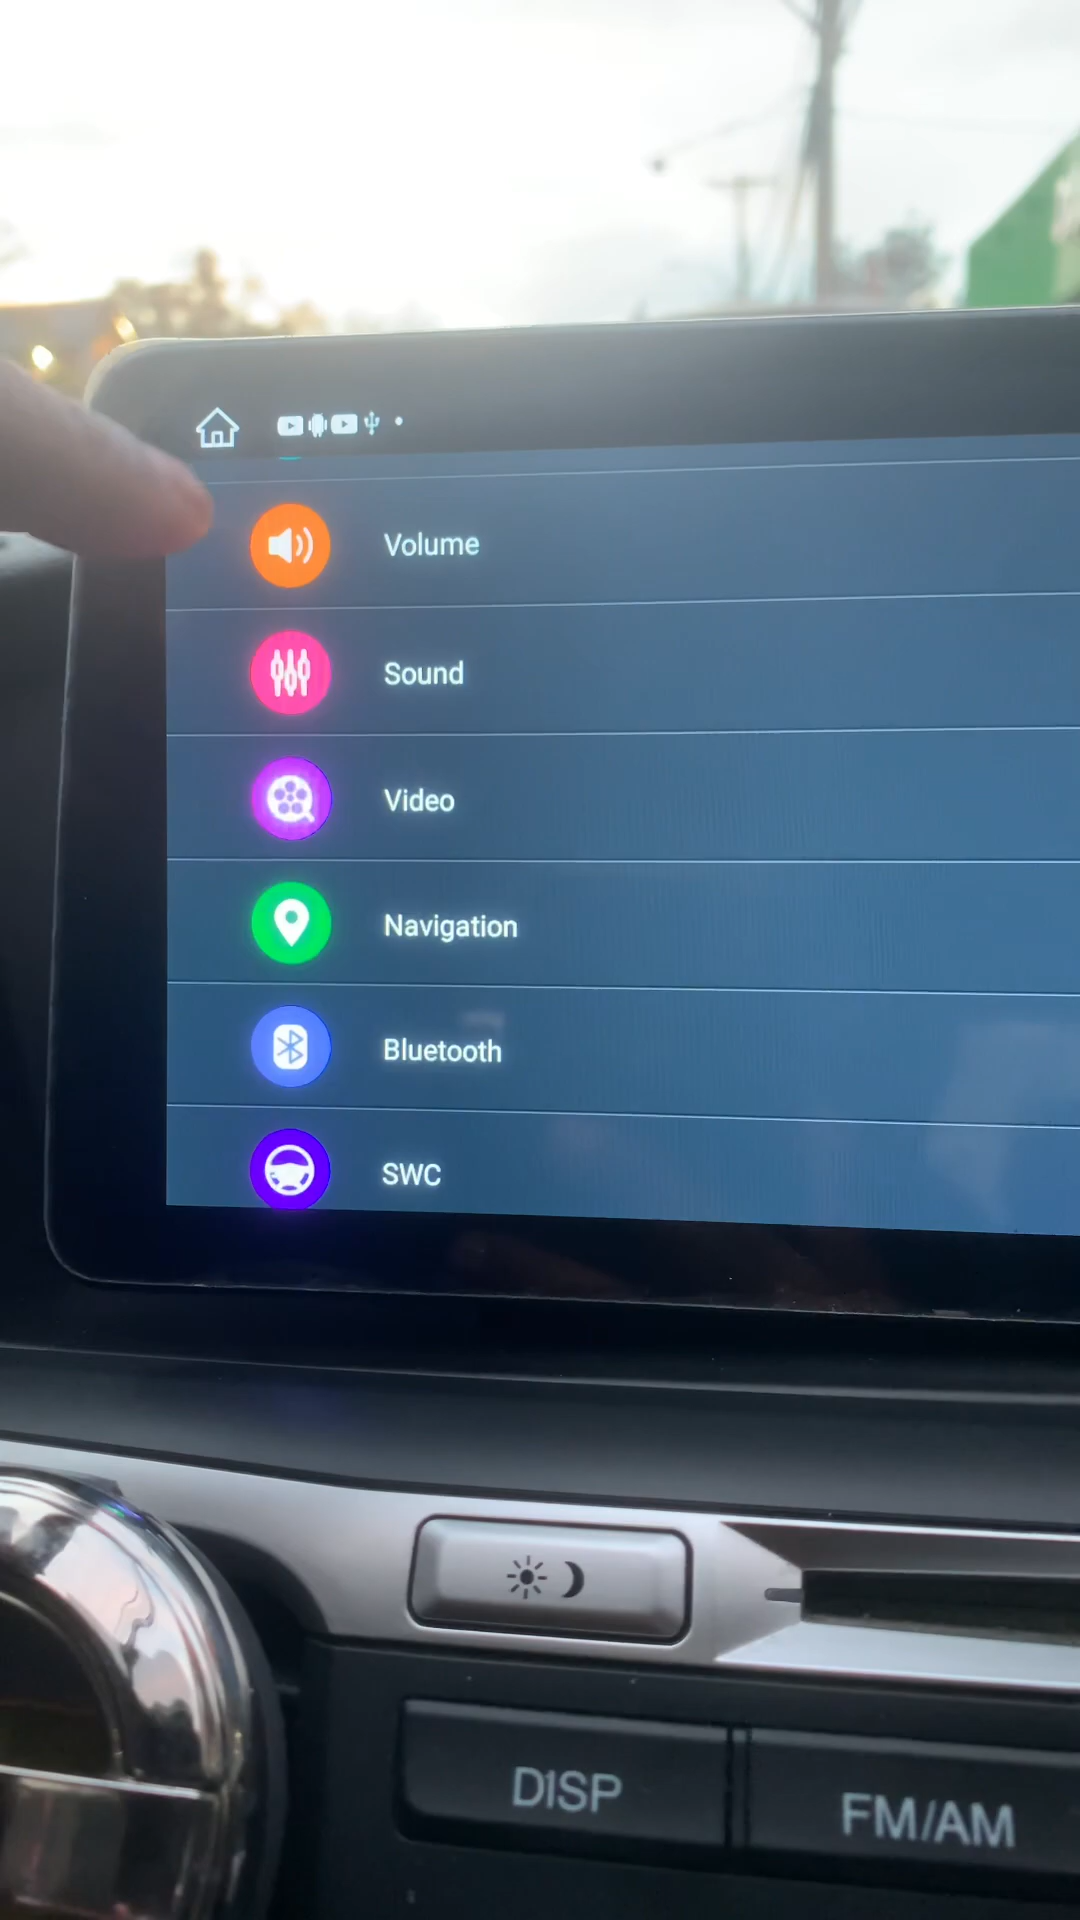 Volume
Sound
Video
Navigation
Bluetooth
SWC
DISP
FM/AM